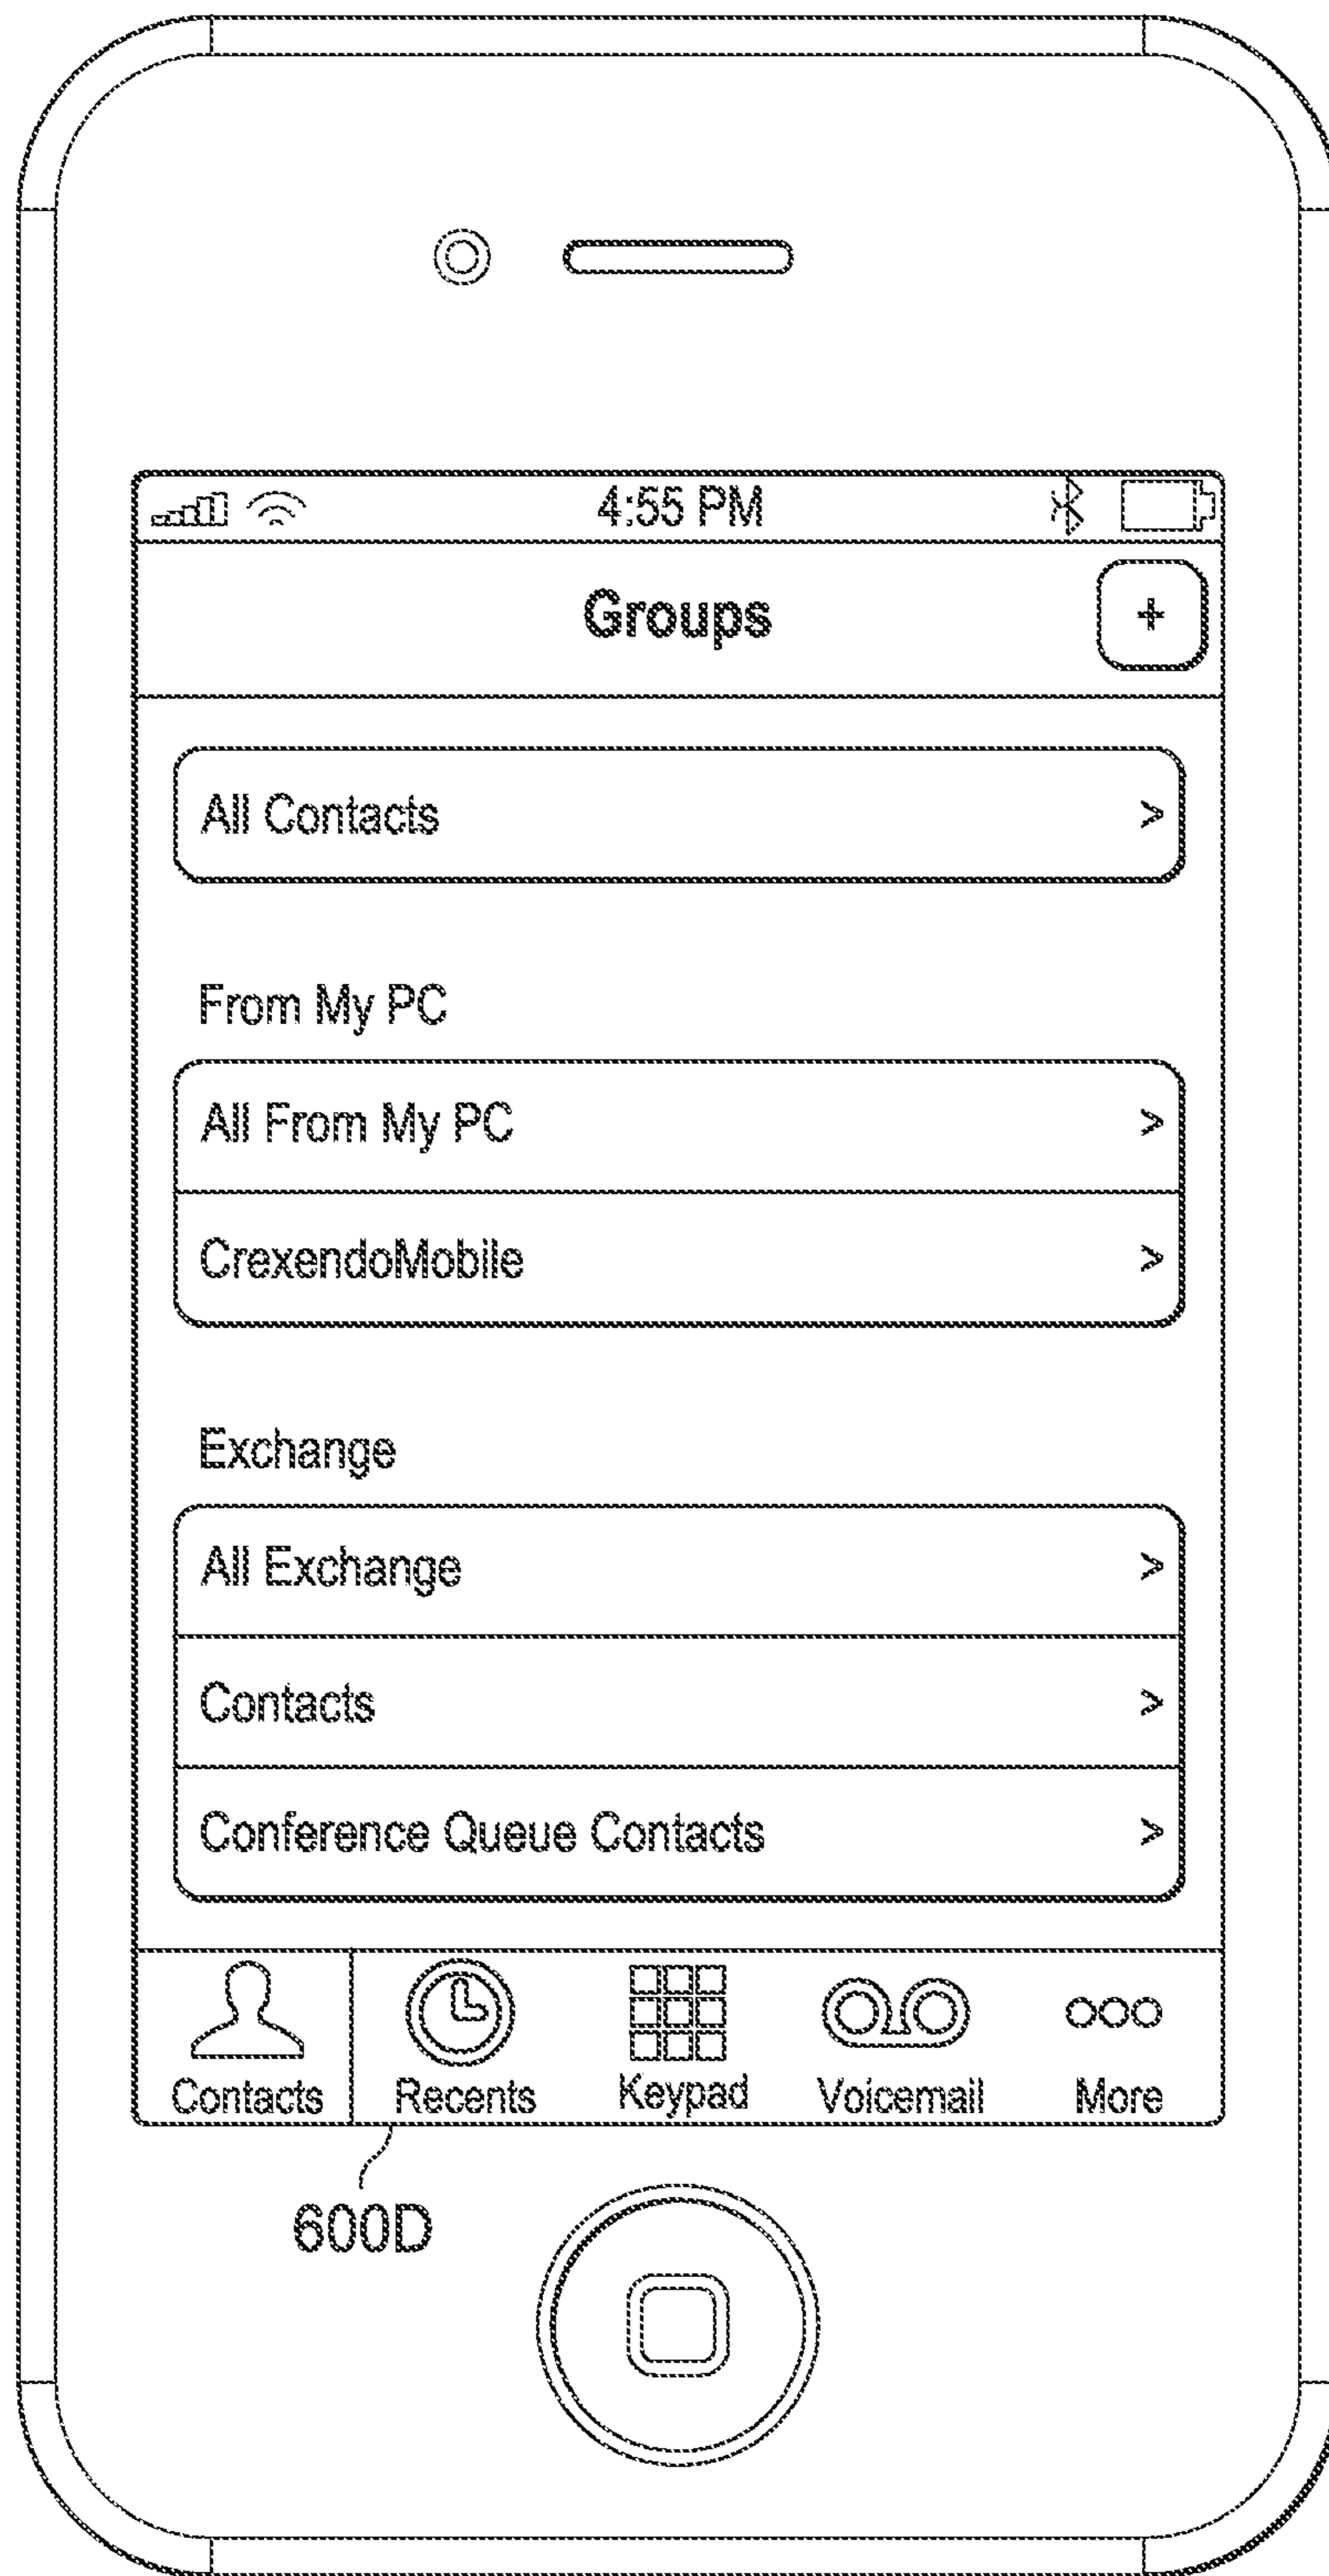 4:55 PM
Groups
+
All Contacts >
From My PC
All From My PC >
CrexendoMobile >
Exchange
All Exchange >
Contacts >
Conference Queue Contacts >
Contacts Recents Keypad Voicemail More
600D